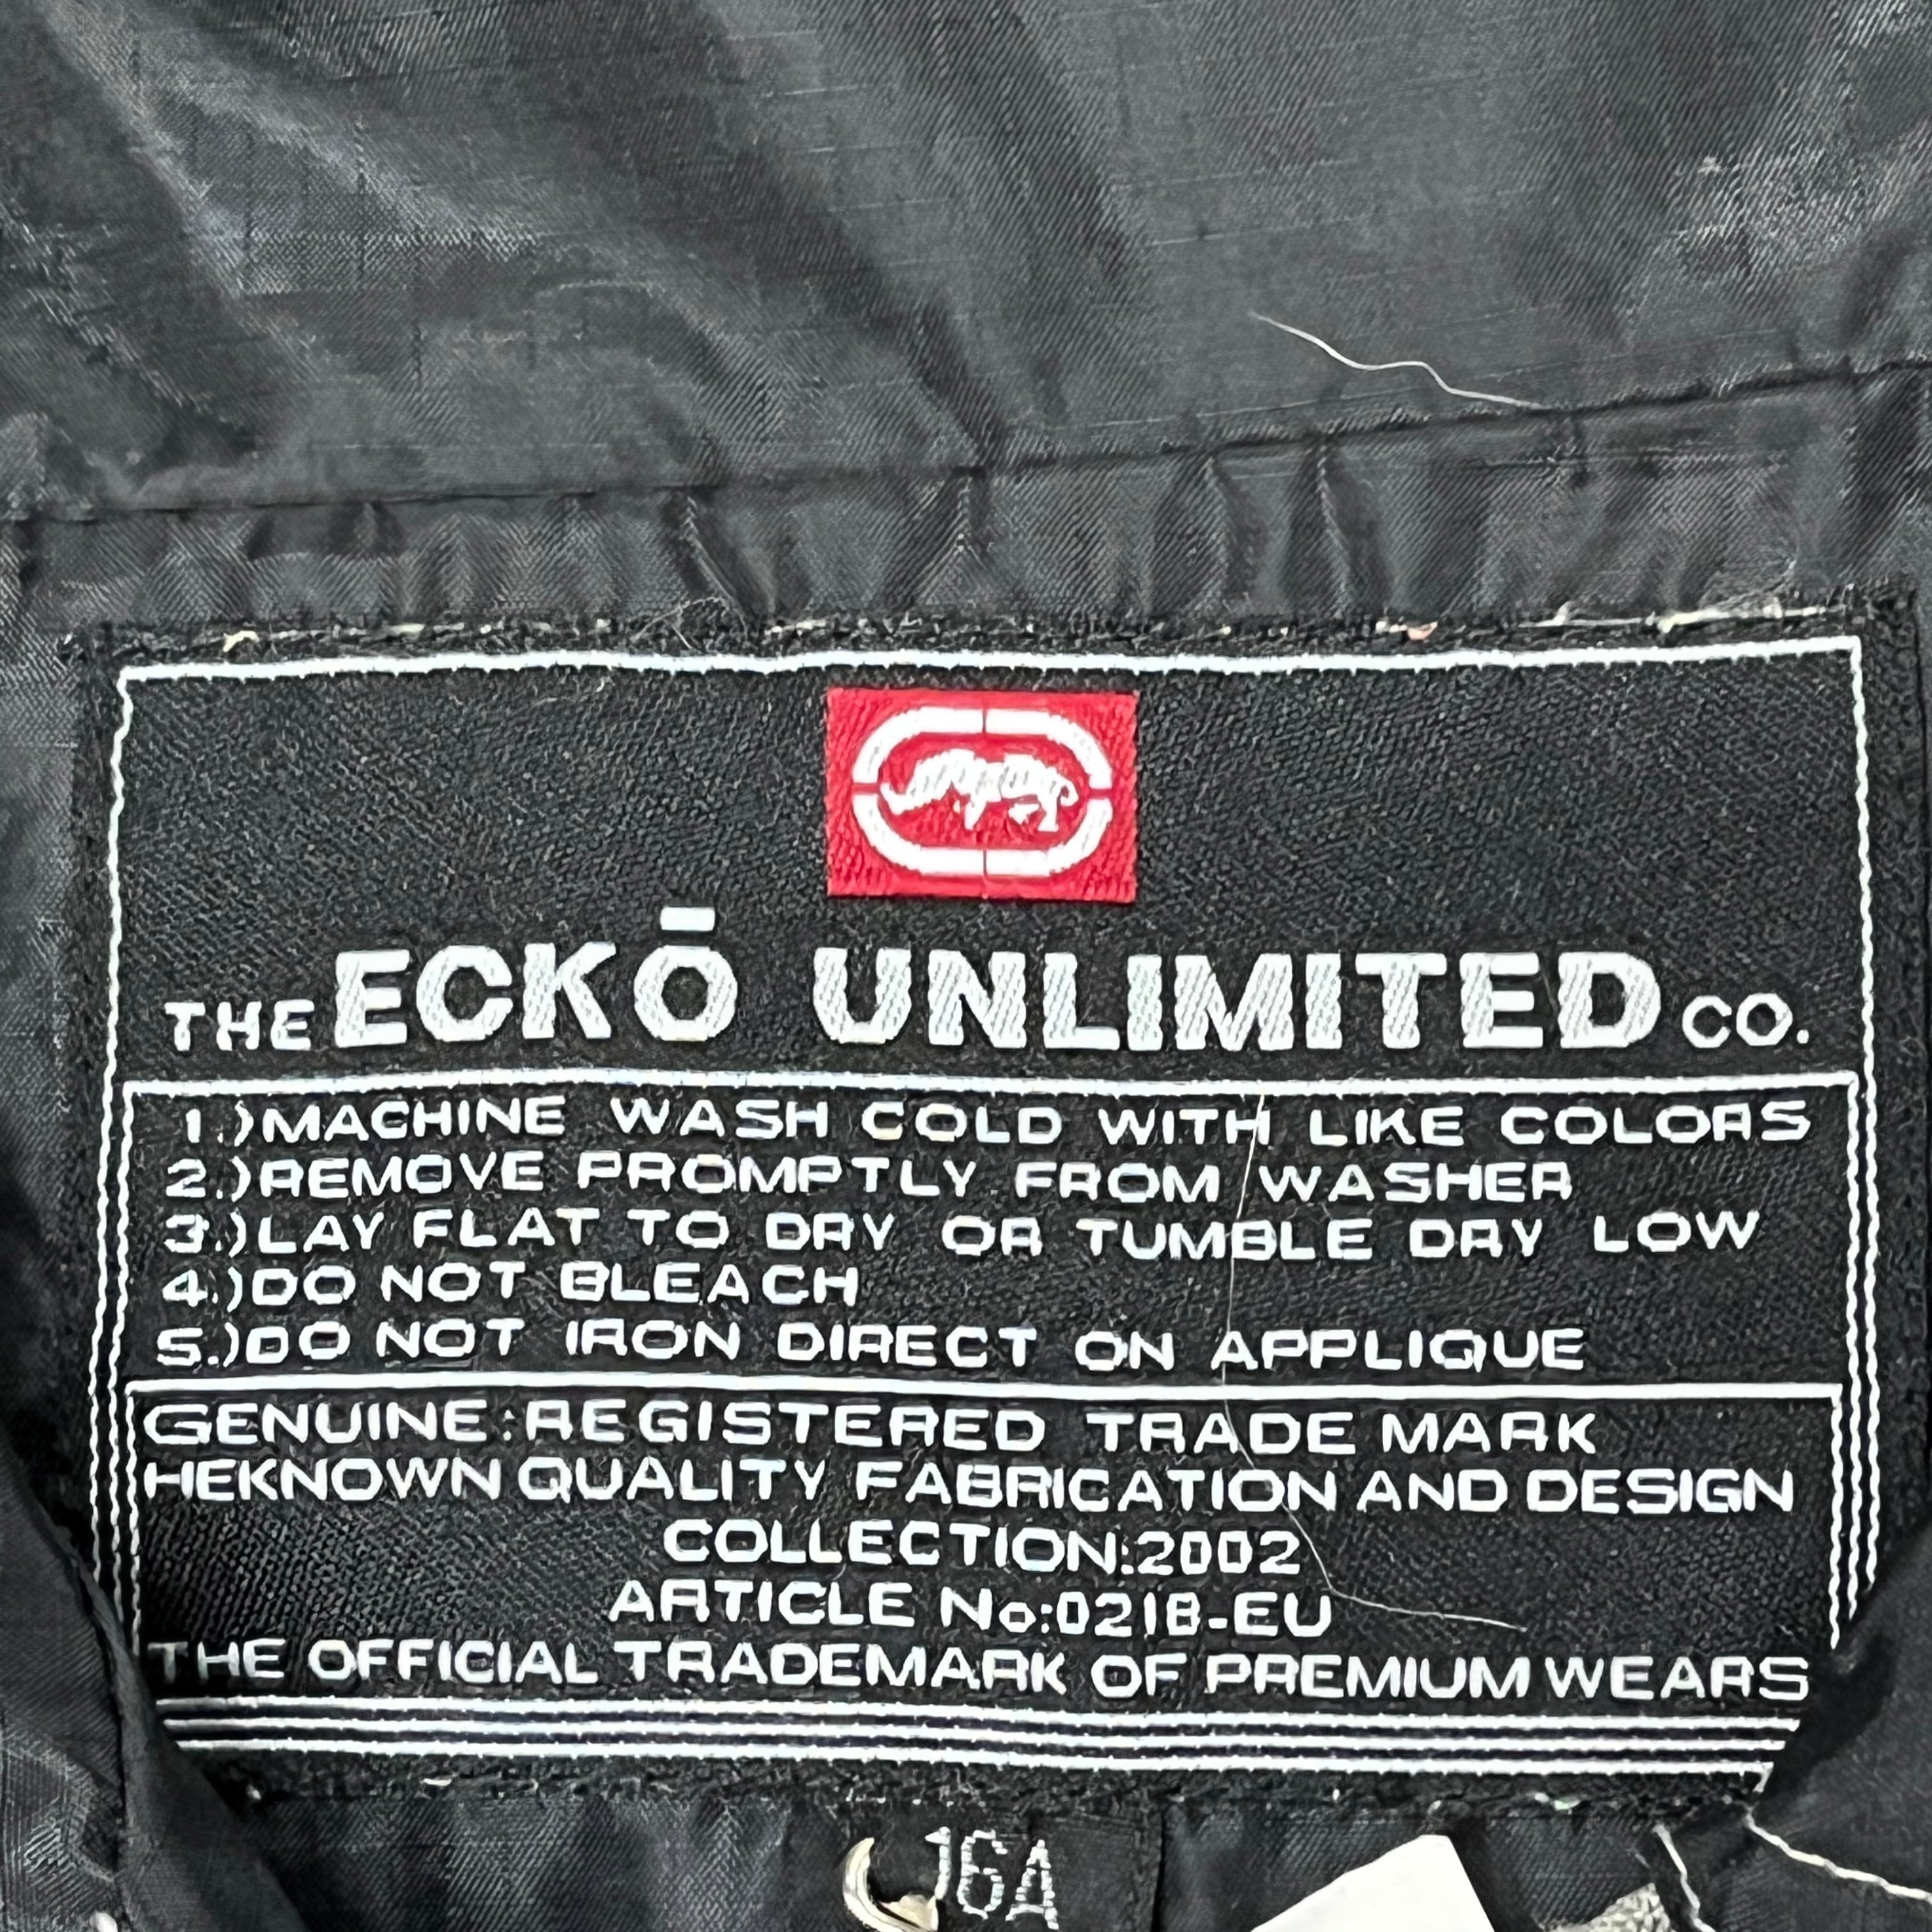 THE ECKŌ UNLIMITED CO.
1.)MACHINE WASH COLD WITH LIKE COLORS
2.)REMOVE PROMPTLY FROM WASHER
3.)LAY FLAT TO DRY OR TUMBLE DRY LOW
4.)DO NOT BLEACH
5.)DO NOT IRON DIRECT ON APPLIQUE
GENUINE:REGISTERED TRADE MARK
HEKNOWN QUALITY FABRICATION AND DESIGN
COLLECTION:2002
ARTICLE No:0218-EU
THE OFFICIAL TRADEMARK OF PREMIUM WEARS
16A